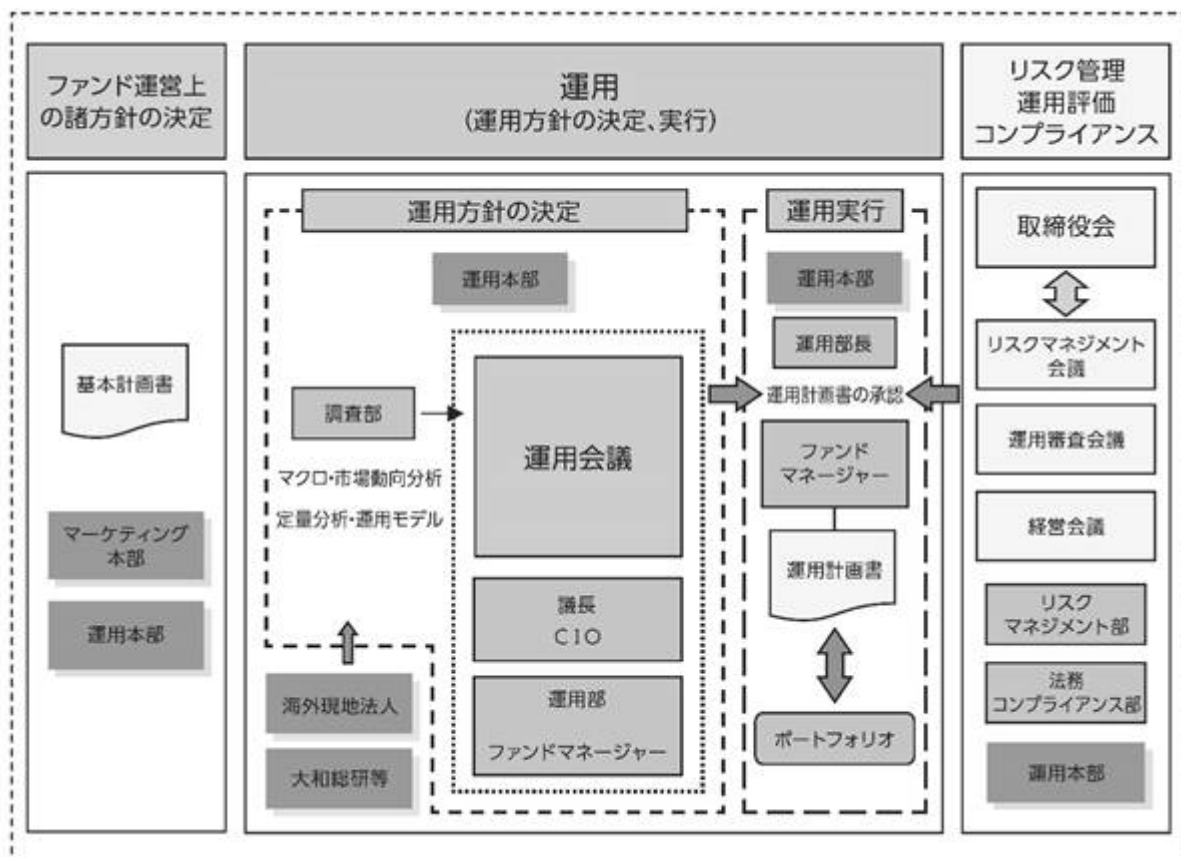 ファンド運営上
の諸方針の決定
運用
(運用方針の決定、実行)
リスク管理
運用評価
コンプライアンス
基本計画書
マーケティング
本部
運用本部
運用方針の決定
運用本部
調査部
マクロ・市場動向分析
定量分析・運用モデル
運用会議
議長
CIO
運用部
ファンドマネージャー
海外現地法人
大和総研等
運用実行
運用本部
運用部長
運用計画書の承認
ファンド
マネージャー
運用計画書
ポートフォリオ
取締役会
リスクマネジメント
会議
運用審査会議
経営会議
リスク
マネジメント部
法務
コンプライアンス部
運用本部